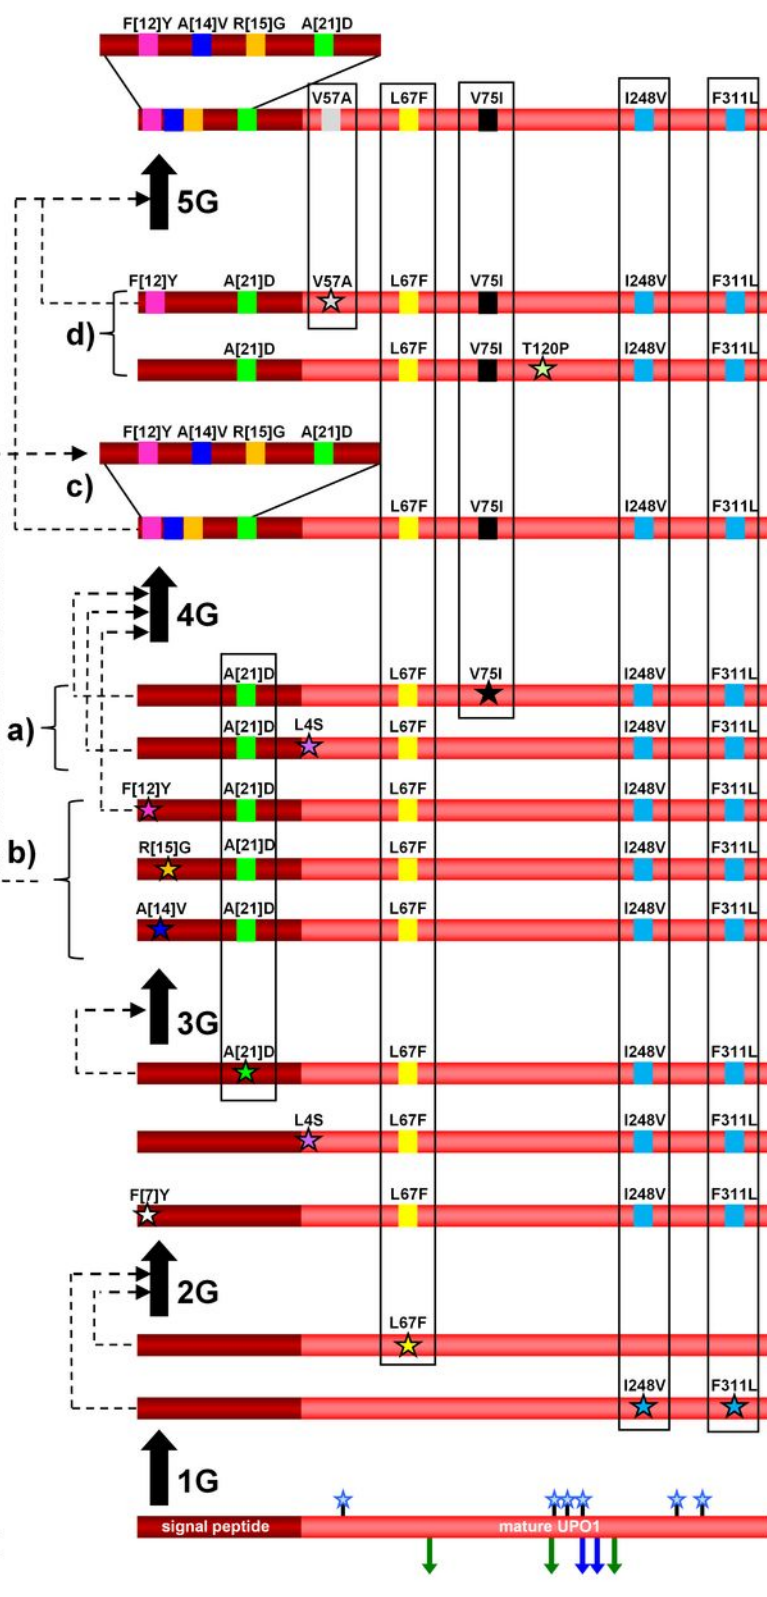 F[12]Y A[14]V R[15]G A[21]D
V57A L67F V75I I248V F311L
5G
F[12]Y A[21]D V57A L67F V75I I248V F311L
d)
A[21]D L67F V75I T120P I248V F311L
F[12]Y A[14]V R[15]G A[21]D
c)
L67F V75I I248V F311L
4G
A[21]D L67F V75I I248V F311L
a)
A[21]D L4S L67F I248V F311L
F[12]Y A[21]D L67F I248V F311L
b)
R[15]G A[21]D L67F I248V F311L
A[14]V A[21]D L67F I248V F311L
3G
A[21]D L67F I248V F311L
L4S L67F I248V F311L
F[7]Y L67F I248V F311L
2G
L67F
I248V F311L
1G
signal peptide mature UPO1